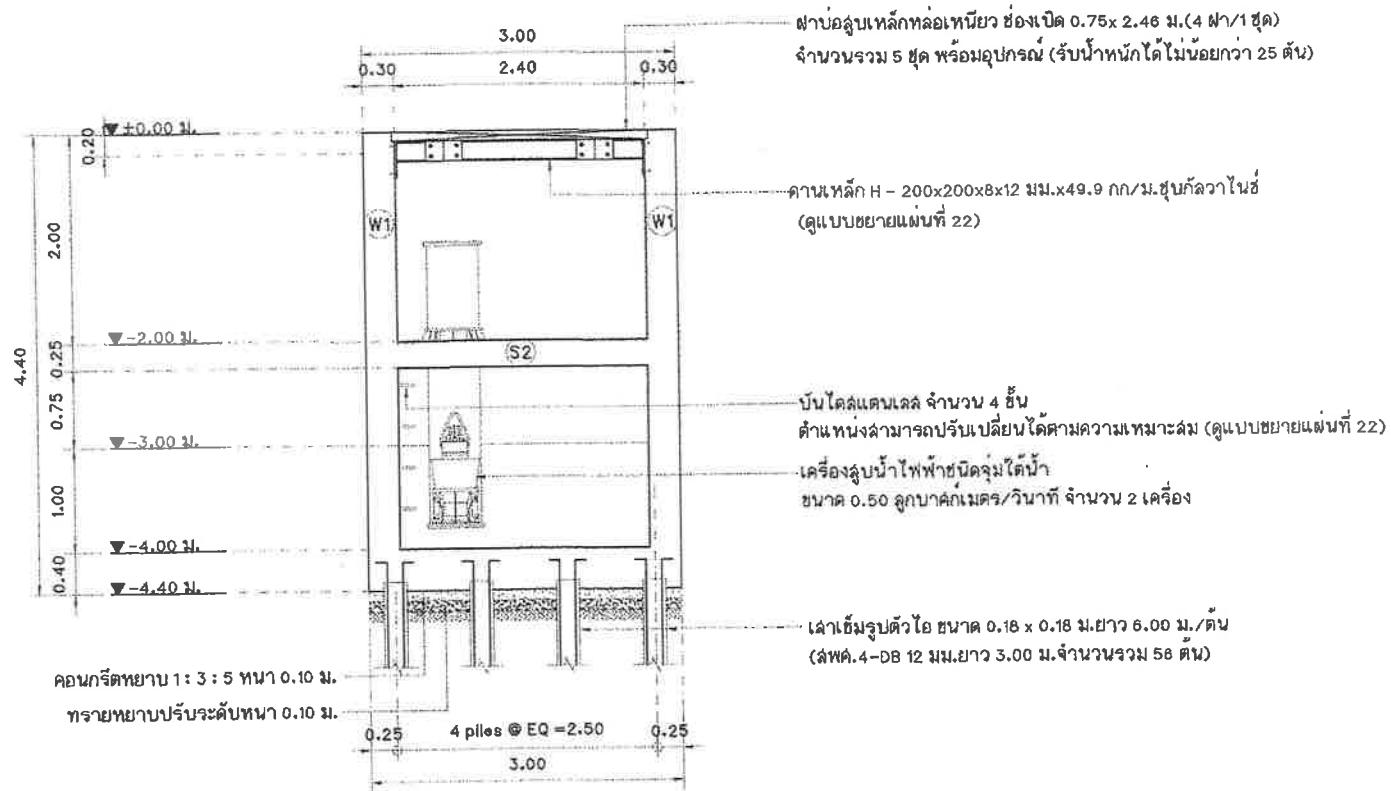 ฝาบ่อสูบเหล็กหล่อเหนียว ช่องเปิด 0.75x 2.46 ม.(4 ฝา/1 ชุด)
จำนวนรวม 5 ชุด พร้อมอุปกรณ์ (รับน้ำหนักได้ไม่น้อยกว่า 25 ตัน)
3.00
0.30
2.40
0.30
▼ ±0.00 ม.
0.20
คานเหล็ก H - 200x200x8x12 มม.x49.9 กก/ม.ชุบกัลวาไนซ์
(ดูแบบขยายแผ่นที่ 22)
W1
W1
2.00
▼ -2.00 ม.
S2
0.25
4.40
0.75
บันไดสแตนเลส จำนวน 4 ชั้น
ตำแหน่งสามารถปรับเปลี่ยนได้ตามความเหมาะสม (ดูแบบขยายแผ่นที่ 22)
▼ -3.00 ม.
เครื่องสูบน้ำไฟฟ้าชนิดจุ่มใต้น้ำ
ขนาด 0.50 ลูกบาศก์เมตร/วินาที จำนวน 2 เครื่อง
1.00
▼ -4.00 ม.
0.40
▼ -4.40 ม.
เสาเข็มรูปตัวไอ ขนาด 0.18 x 0.18 ม.ยาว 6.00 ม./ต้น
(สพค.4-DB 12 มม.ยาว 3.00 ม.จำนวนรวม 56 ต้น)
คอนกรีตหยาบ 1: 3 : 5 หนา 0.10 ม.
ทรายหยาบปรับระดับหนา 0.10 ม.
0.25
4 piles @ EQ =2.50
0.25
3.00